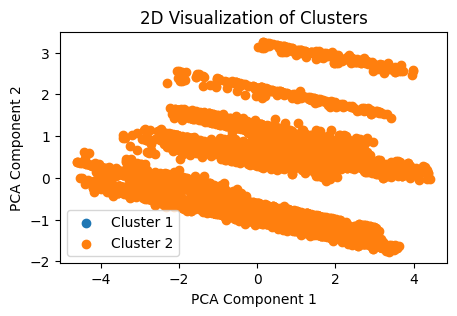 2D Visualization of Clusters
PCA Component 2
3
2
1
0
−1
−2
Cluster 1
Cluster 2
−4
−2
0
2
4
PCA Component 1